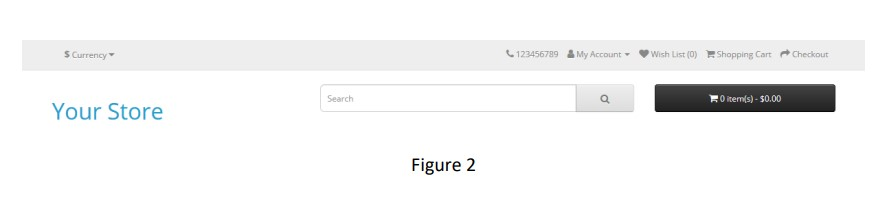 $ Currency 123456789 My Account Wish List (0) Shopping Cart Checkout
Your Store Search 0 item(s) - $0.00
Figure 2